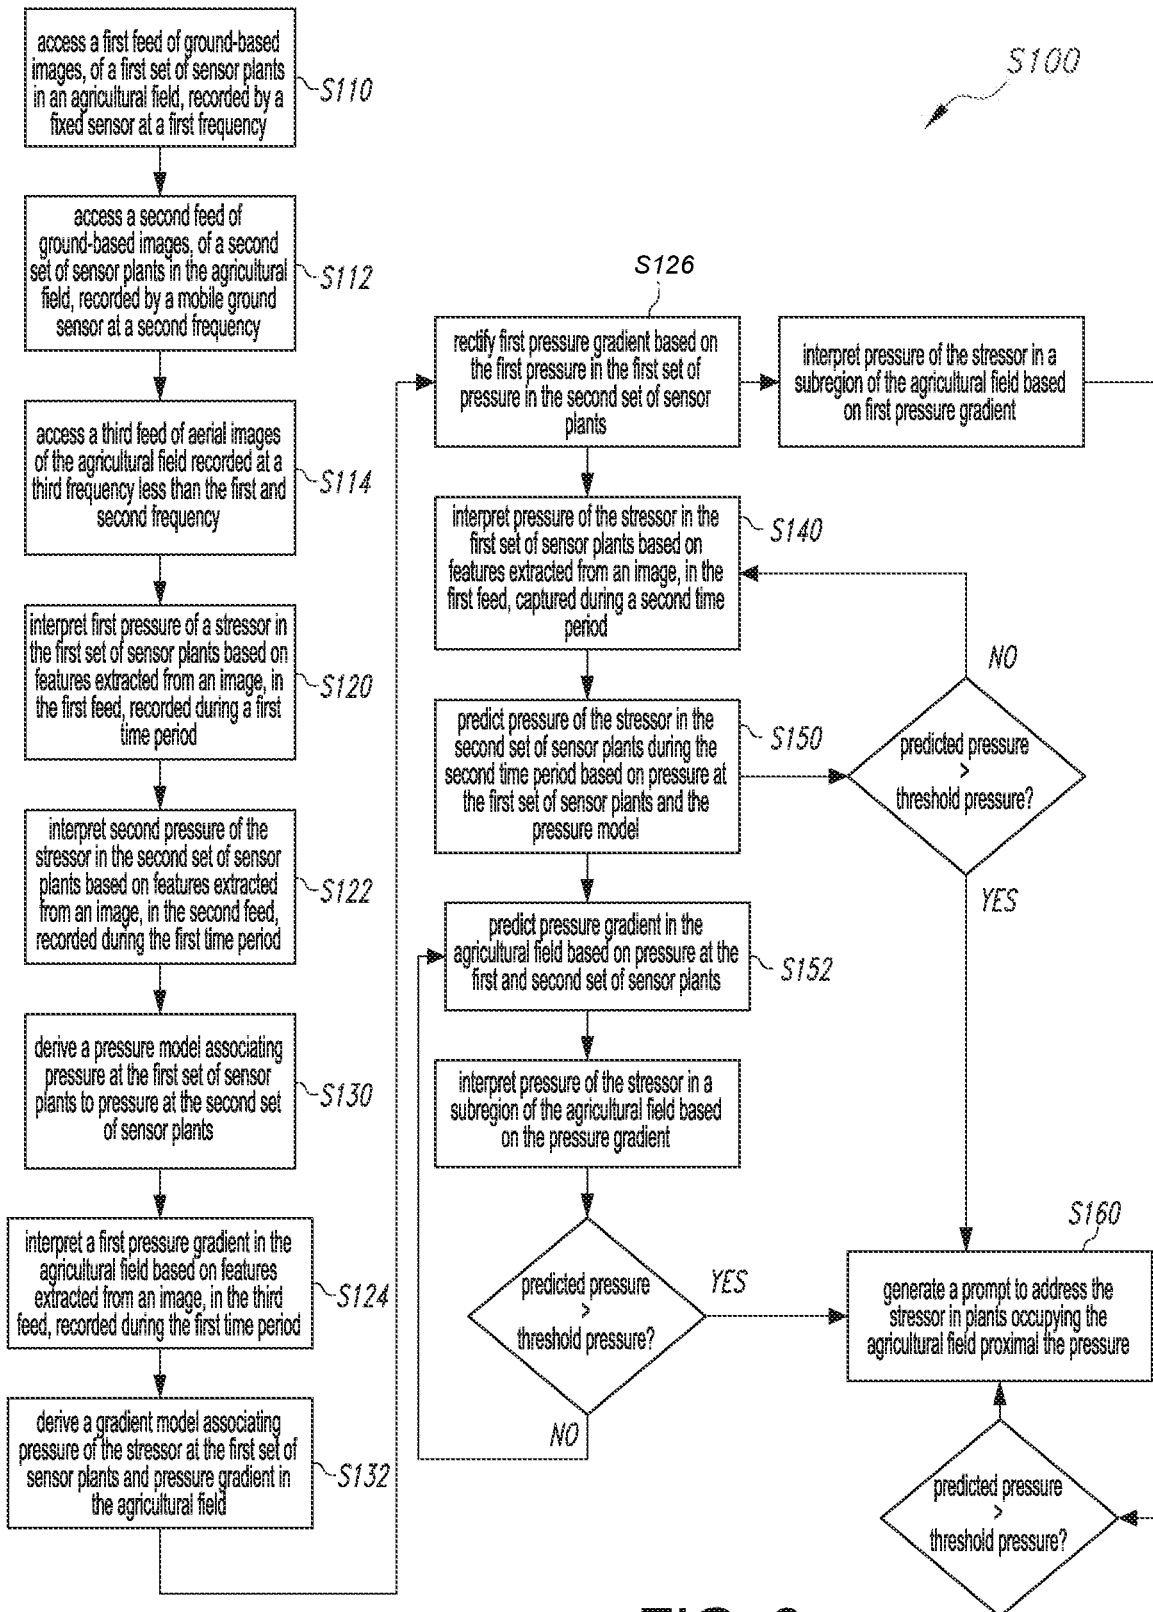 access a first feed of ground-based
images, of a first set of sensor plants
in an agricultural field, recorded by a
fixed sensor at a first frequency
S110
S100
access a second feed of
ground-based images, of a second
set of sensor plants in the agricultural
field, recorded by a mobile ground
sensor at a second frequency
S112
access a third feed of aerial images
of the agricultural field recorded at a
third frequency less than the first and
second frequency
S114
interpret first pressure of a stressor in
the first set of sensor plants based on
features extracted from an image, in
the first feed, recorded during a first
time period
S120
interpret second pressure of the
stressor in the second set of sensor
plants based on features extracted
from an image, in the second feed,
recorded during the first time period
S122
derive a pressure model associating
pressure at the first set of sensor
plants to pressure at the second set
of sensor plants
S130
interpret a first pressure gradient in the
agricultural field based on features
extracted from an image, in the third
feed, recorded during the first time period
S124
derive a gradient model associating
pressure of the stressor at the first set of
sensor plants and pressure gradient in
the agricultural field
S132
S126
rectify first pressure gradient based on
the first pressure in the first set of
pressure in the second set of sensor
plants
interpret pressure of the stressor in a
subregion of the agricultural field based
on first pressure gradient
interpret pressure of the stressor in the
first set of sensor plants based on
features extracted from an image, in the
first feed, captured during a second time
period
S140
predict pressure of the stressor in the
second set of sensor plants during the
second time period based on pressure at
the first set of sensor plants and the
pressure model
S150
NO
predicted pressure
>
threshold pressure?
YES
predict pressure gradient in the
agricultural field based on pressure at the
first and second set of sensor plants
S152
interpret pressure of the stressor in a
subregion of the agricultural field based
on the pressure gradient
predicted pressure
>
threshold pressure?
YES
NO
S160
generate a prompt to address the
stressor in plants occupying the
agricultural field proximal the pressure
predicted pressure
>
threshold pressure?